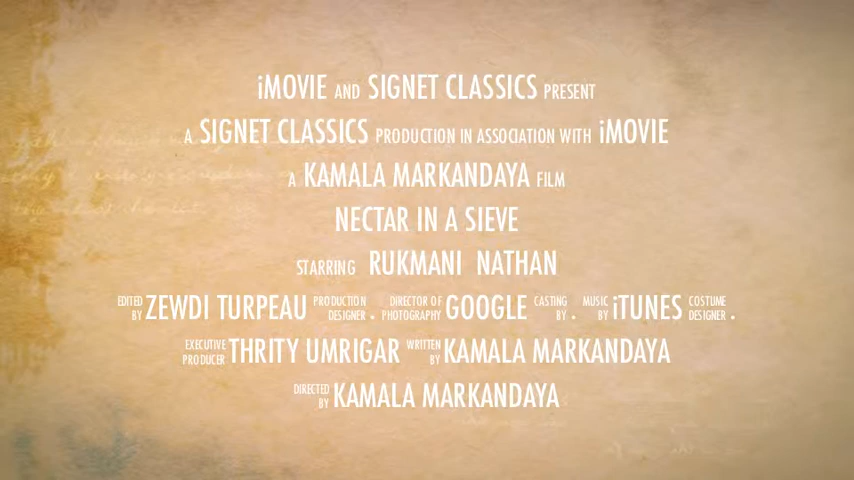 iMOVIE AND SIGNET CLASSICS PRESENT
A SIGNET CLASSICS PRODUCTION IN ASSOCIATION WITH iMOVIE
A KAMALA MARKANDAYA FILM
NECTAR IN A SIEVE
STARRING RUKMANI NATHAN
EDITED BY ZEWDI TURPEAU PRODUCTION DESIGNER . DIRECTOR OF PHOTOGRAPHY GOOGLE CASTING BY . MUSIC BY iTUNES COSTUME DESIGNER .
EXECUTIVE PRODUCER THRITY UMRIGAR WRITTEN BY KAMALA MARKANDAYA
DIRECTED BY KAMALA MARKANDAYA